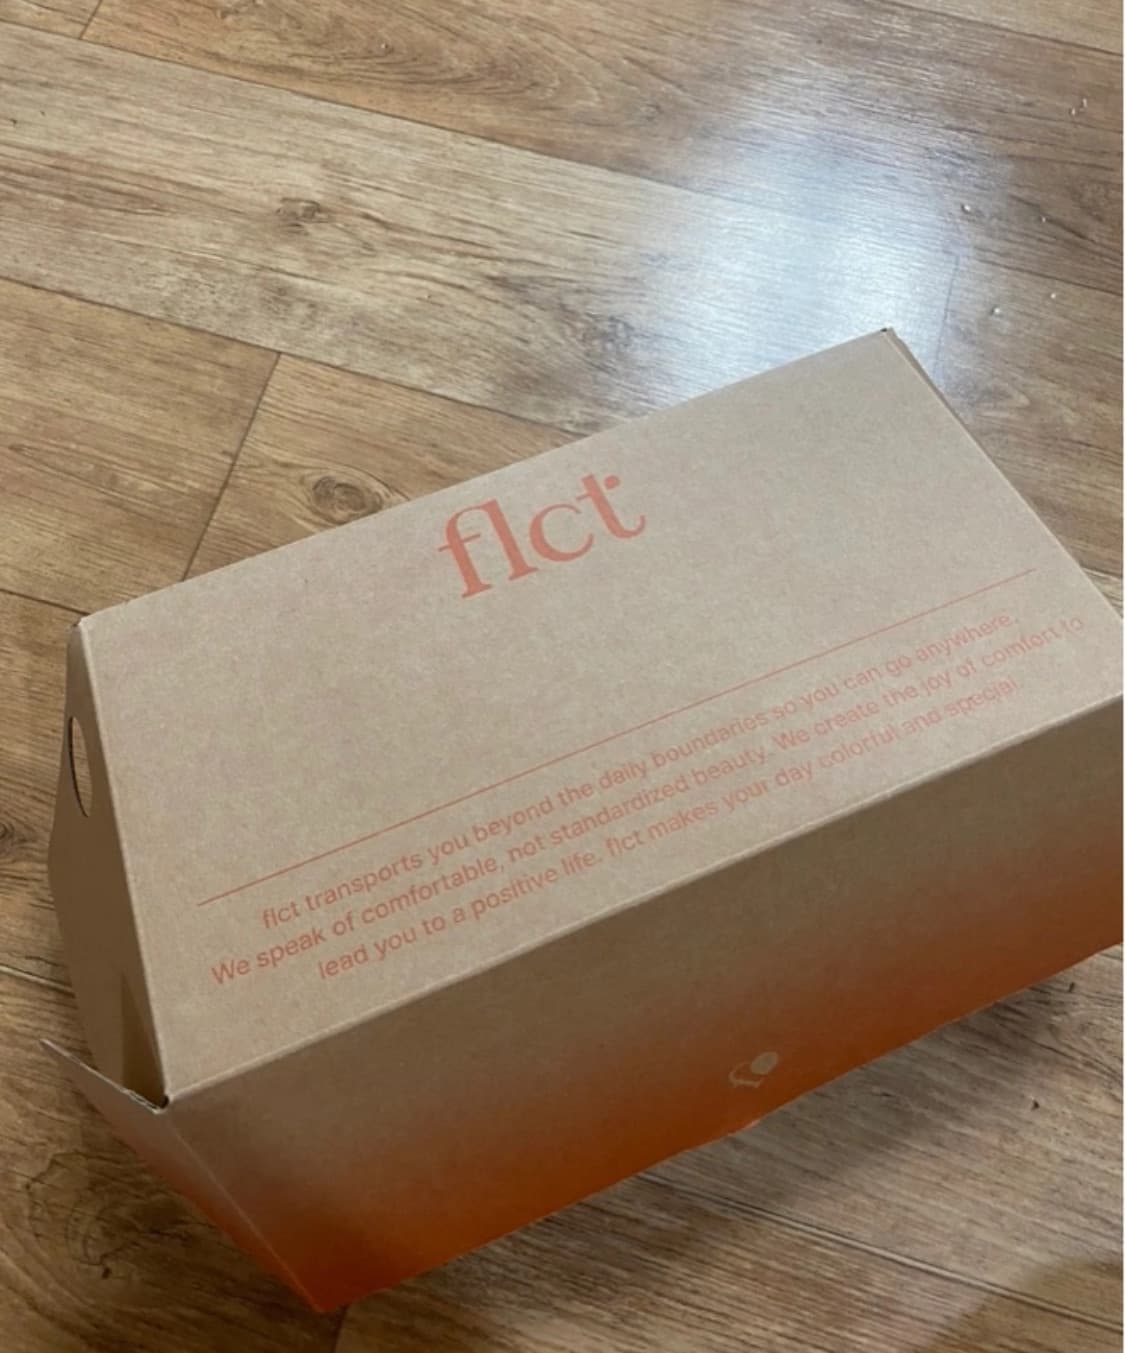 flct
flct transports you beyond the daily boundaries so you can go anywhere.
We speak of comfortable, not standardized beauty. We create the joy of comfort to
lead you to a positive life. flct makes your day colorful and special.